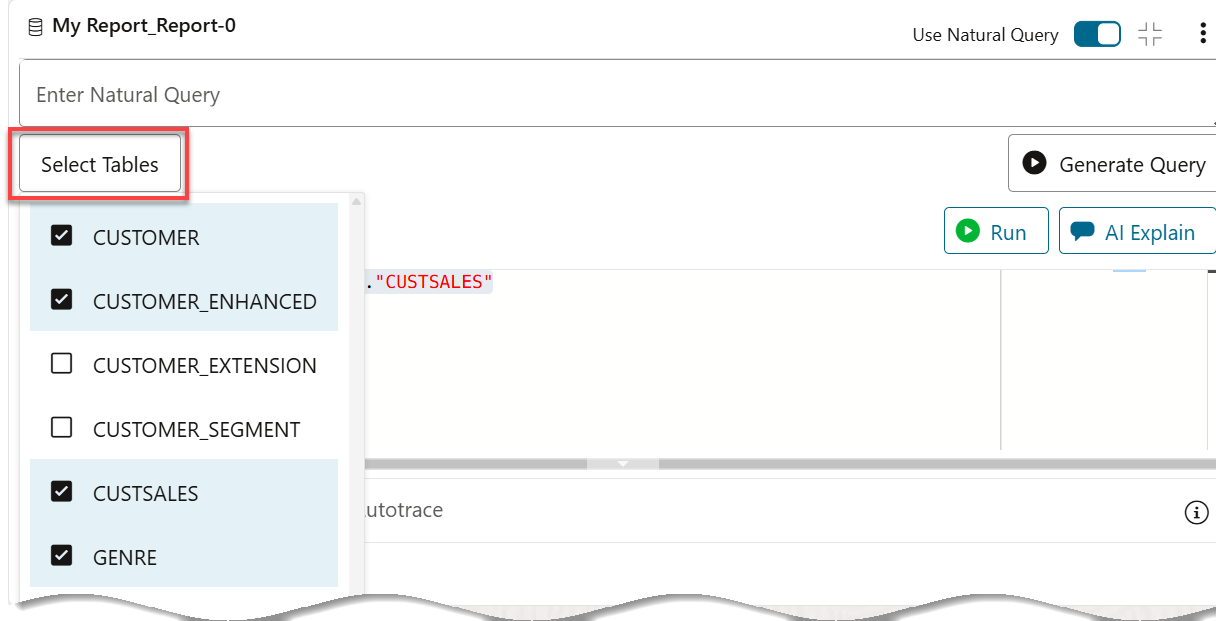 My Report_Report-0
Use Natural Query
Enter Natural Query
Select Tables
Generate Query
CUSTOMER
Run
AI Explain
."CUSTSALES"
CUSTOMER_ENHANCED
CUSTOMER_EXTENSION
CUSTOMER_SEGMENT
CUSTSALES
utotrace
GENRE